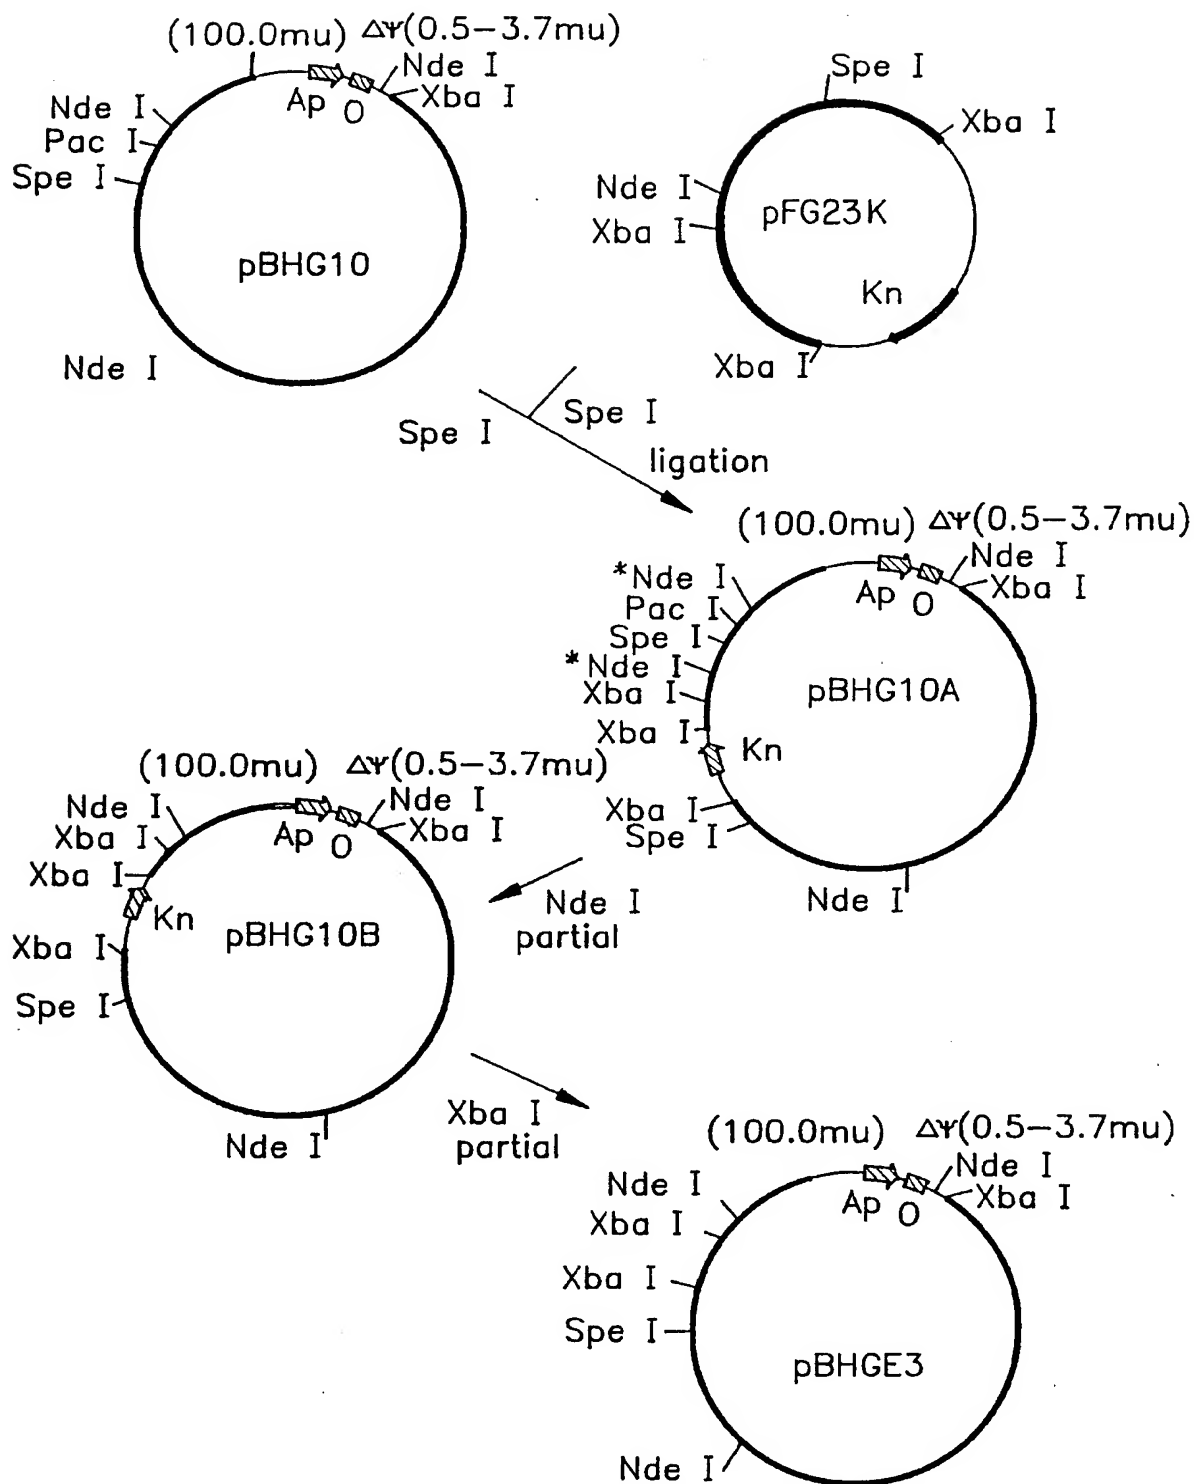 (100.0mu) ΔΨ(0.5-3.7mu)
Nde I
Xba I
Ap O
Nde I
Pac I
Spe I
pBHG10
Nde I
Spe I
Xba I
Nde I
Xba I
pFG23K
Kn
Xba I
Spe I
Spe I
ligation
(100.0mu) ΔΨ(0.5-3.7mu)
Nde I
Xba I
Ap O
*Nde I
Pac I
Spe I
*Nde I
Xba I
Xba I
Kn
pBHG10A
Xba I
Spe I
Nde I
Nde I
partial
(100.0mu) ΔΨ(0.5-3.7mu)
Nde I
Xba I
Ap O
Nde I
Xba I
Xba I
Kn
pBHG10B
Xba I
Spe I
Nde I
Xba I
partial
(100.0mu) ΔΨ(0.5-3.7mu)
Nde I
Xba I
Ap O
Nde I
Xba I
Xba I
Spe I
pBHGE3
Nde I